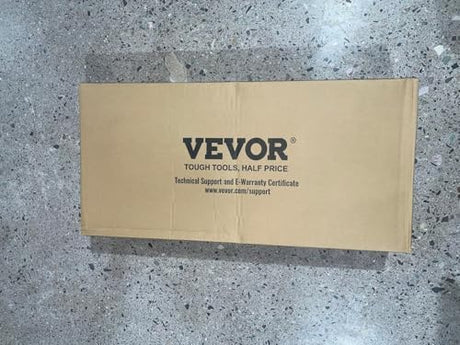 VEVOR®
TOUGH TOOLS, HALF PRICE
Technical Support and E-Warranty Certificate
www.vevor.com/support